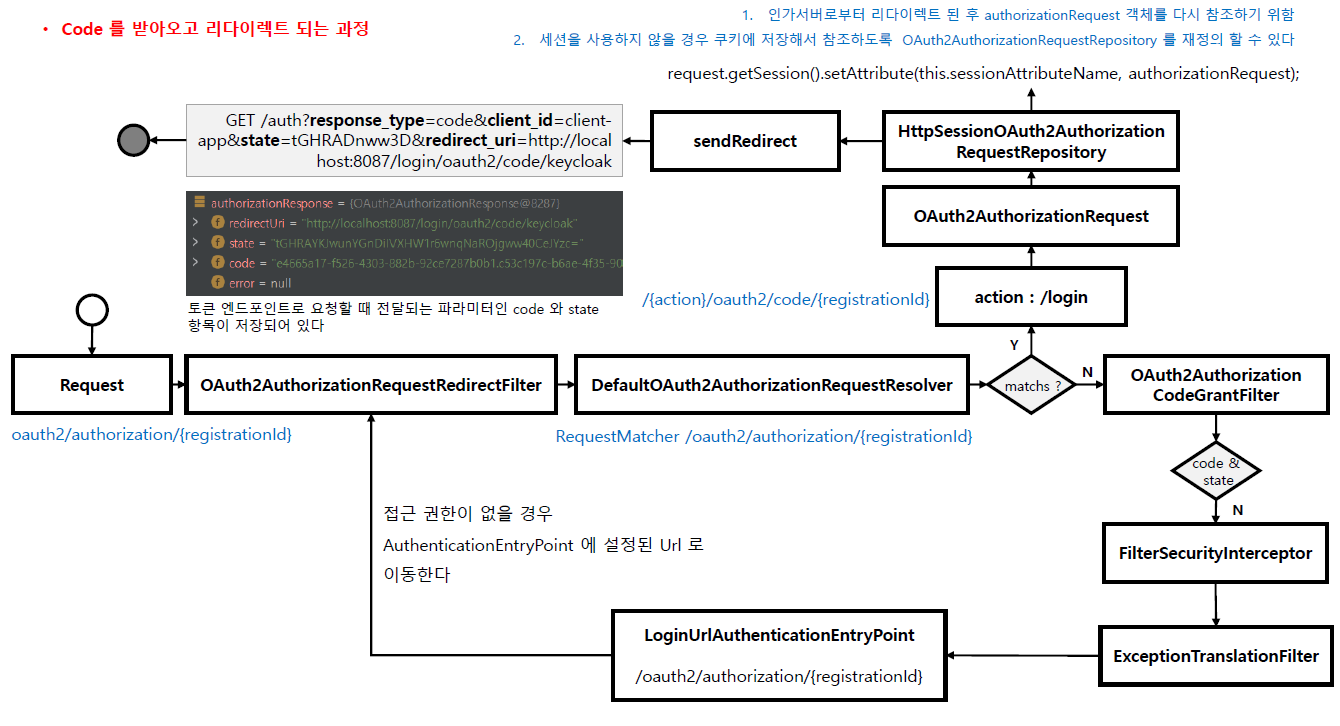 • Code 를 받아오고 리다이렉트 되는 과정
1. 인가서버로부터 리다이렉트 된 후 authorizationRequest 객체를 다시 참조하기 위함
2. 세션을 사용하지 않을 경우 쿠키에 저장해서 참조하도록 OAuth2AuthorizationRequestRepository 를 재정의 할 수 있다
request.getSession().setAttribute(this.sessionAttributeName, authorizationRequest);
GET /auth?response_type=code&client_id=client-
app&state=tGHRADnww3D&redirect_uri=http://local
host:8087/login/oauth2/code/keycloak
sendRedirect
HttpSessionOAuth2Authorization
RequestRepository
authorizationResponse = {OAuth2AuthorizationResponse@8287}
f redirectUri = "http://localhost:8087/login/oauth2/code/keycloak"
f state =
f code = "e4665a17-f526-4303-882b-92ce7287b0b1.c53c197c-b6ae-4f35-90
f error = null
토큰 엔드포인트로 요청할 때 전달되는 파라미터인 code 와 state
항목이 저장되어 있다
OAuth2AuthorizationRequest
/{action}/oauth2/code/{registrationId}
action : /login
Y
Request
OAuth2AuthorizationRequestRedirectFilter
DefaultOAuth2AuthorizationRequestResolver
matchs ?
N
OAuth2Authorization
CodeGrantFilter
oauth2/authorization/{registrationId}
RequestMatcher /oauth2/authorization/{registrationId}
code &
state
N
접근 권한이 없을 경우
AuthenticationEntryPoint 에 설정된 Url 로
이동한다
FilterSecurityInterceptor
LoginUrlAuthenticationEntryPoint
/oauth2/authorization/{registrationId}
ExceptionTranslationFilter